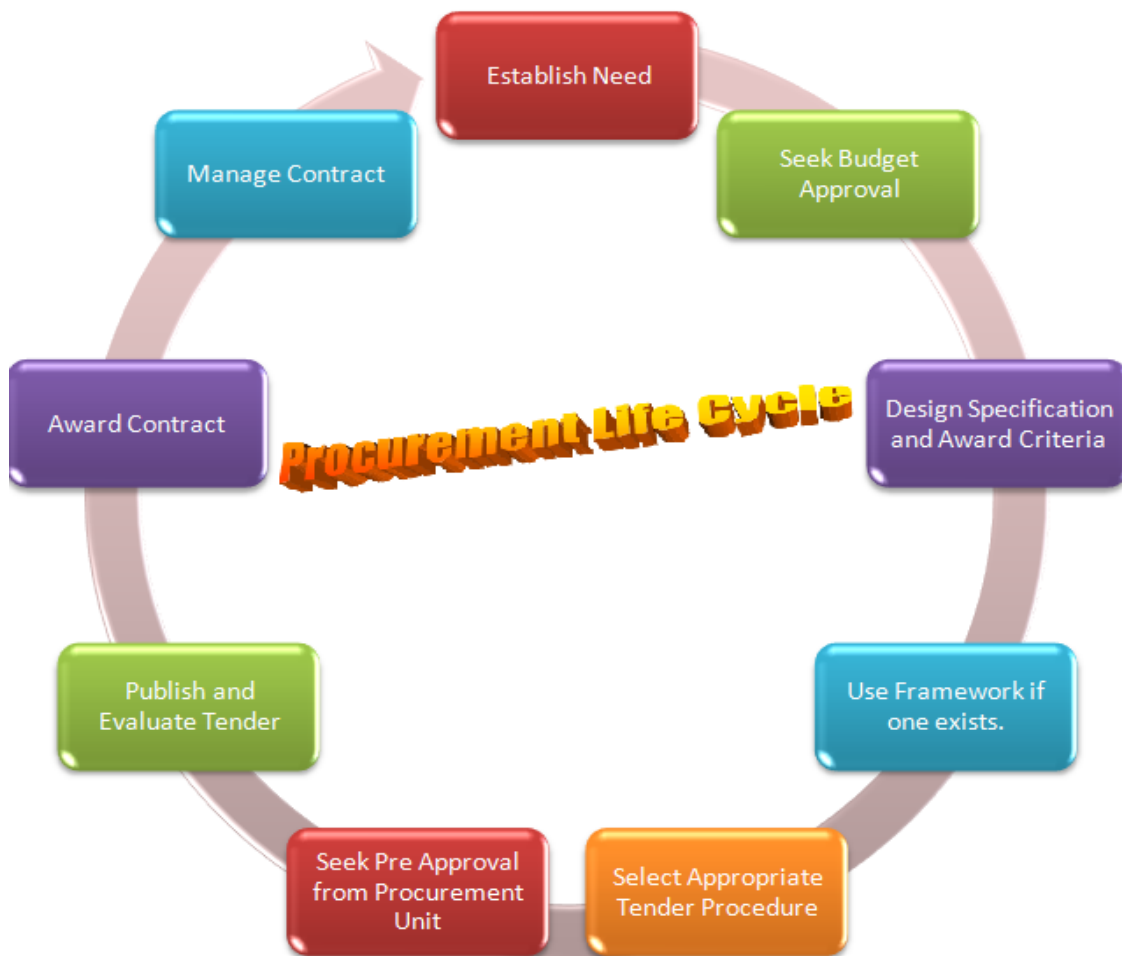 Establish Need
Seek Budget
Approval
Design Specification
and Award Criteria
Use Framework if
one exists.
Select Appropriate
Tender Procedure
Seek Pre Approval
from Procurement
Unit
Publish and
Evaluate Tender
Award Contract
Manage Contract
Procurement Life Cycle